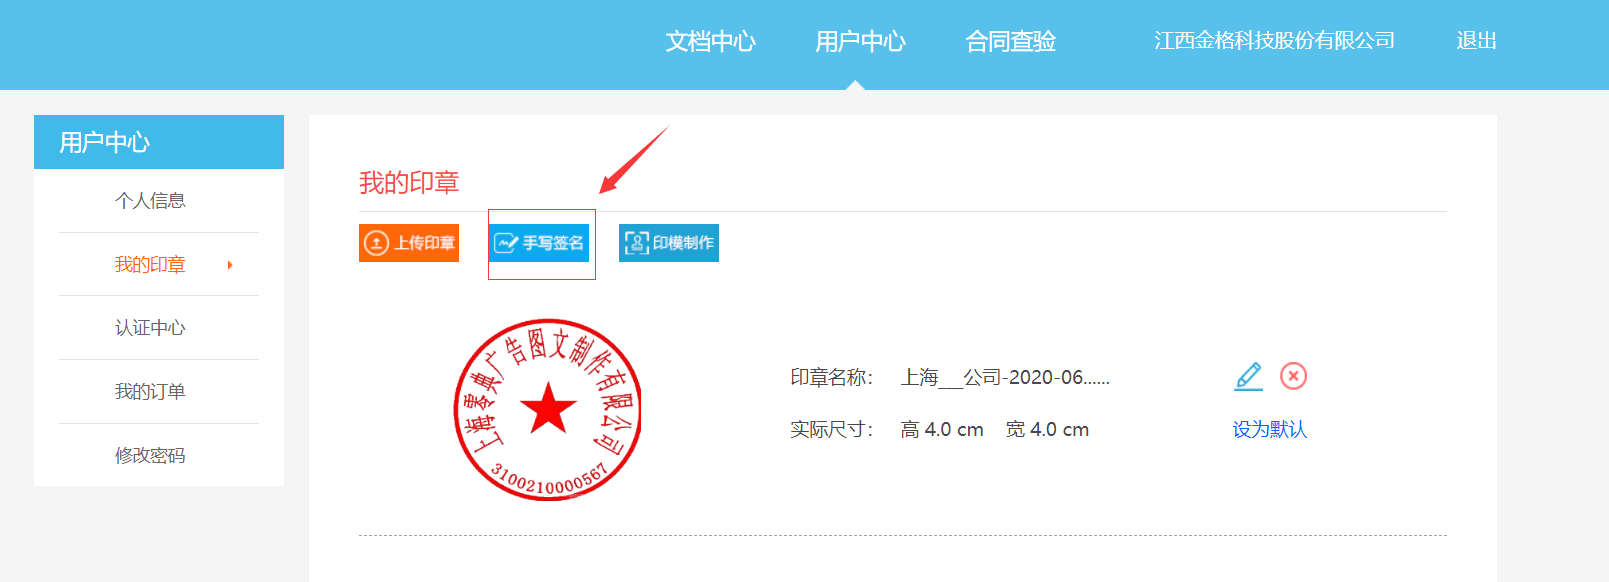 文档中心 用户中心 合同查验 江西金格科技股份有限公司 退出
用户中心
个人信息
我的印章
认证中心
我的订单
修改密码
我的印章
上传印章 手写签名 印模制作
上海零典广告图文制作有限公司
3100210000567
印章名称： 上海___公司-2020-06......
实际尺寸： 高 4.0 cm 宽 4.0 cm
设为默认